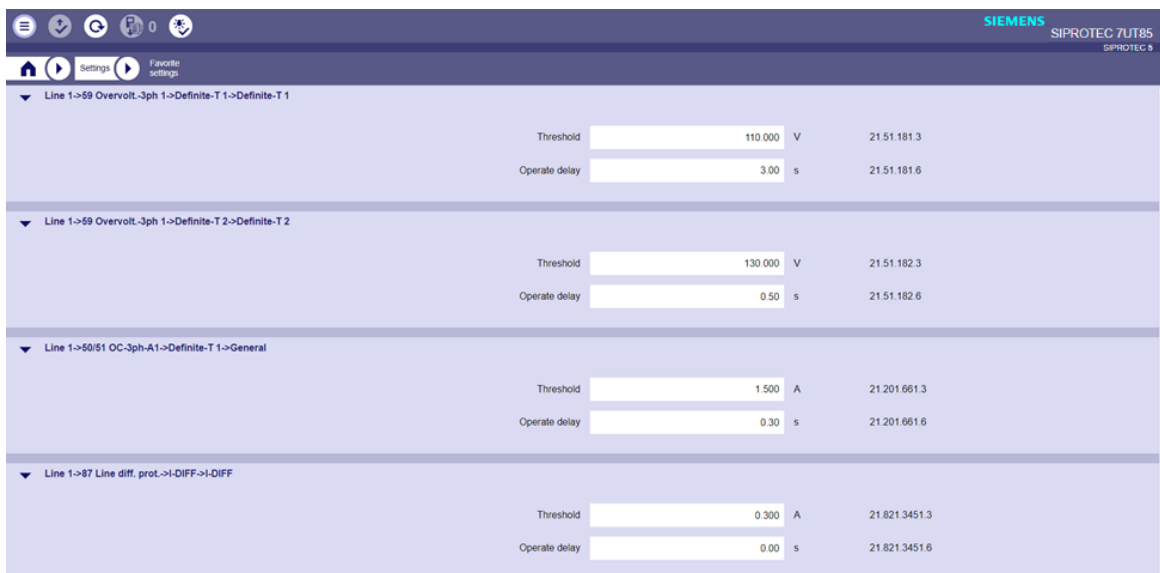 0
SIEMENS
SIPROTEC 7UT85
SIPROTEC 5
Settings
Favorite
settings
Line 1->59 Overvolt.-3ph 1->Definite-T 1->Definite-T 1
Threshold 110.000 V 21.51.181.3
Operate delay 3.00 s 21.51.181.6
Line 1->59 Overvolt.-3ph 1->Definite-T 2->Definite-T 2
Threshold 130.000 V 21.51.182.3
Operate delay 0.50 s 21.51.182.6
Line 1->50/51 OC-3ph-A1->Definite-T 1->General
Threshold 1.500 A 21.201.661.3
Operate delay 0.30 s 21.201.661.6
Line 1->87 Line diff. prot.->I-DIFF->I-DIFF
Threshold 0.300 A 21.821.3451.3
Operate delay 0.00 s 21.821.3451.6